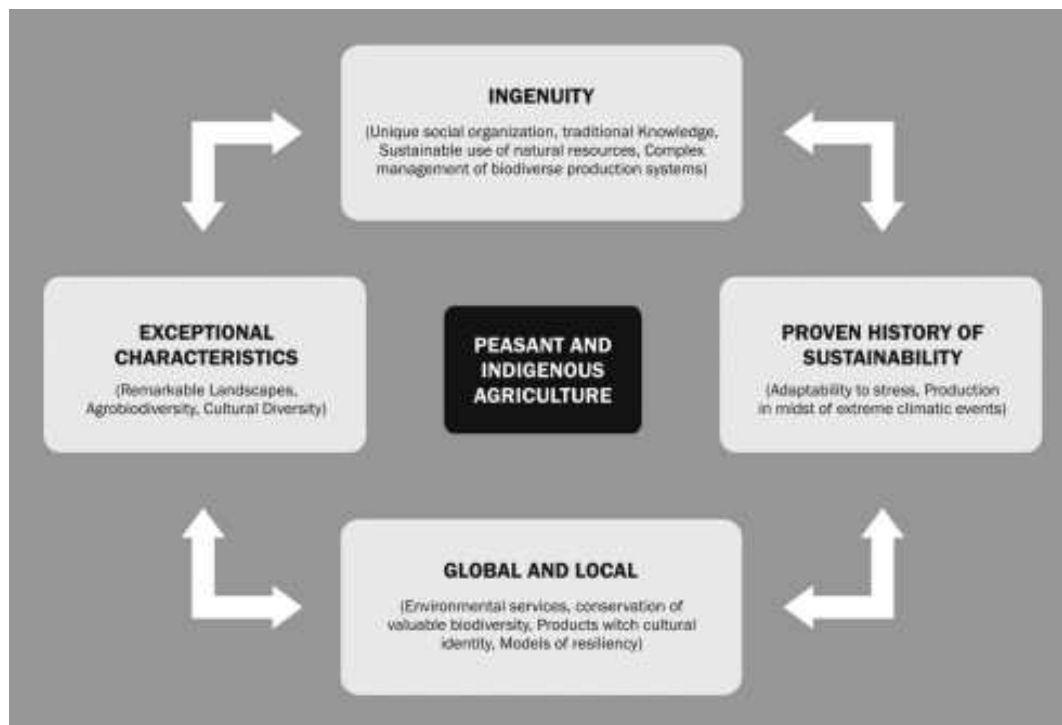 INGENUITY
(Unique social organization, traditional Knowledge,
Sustainable use of natural resources, Complex
management of biodiverse production systems)
EXCEPTIONAL
CHARACTERISTICS
(Remarkable Landscapes,
Agrobiodiversity, Cultural Diversity)
PEASANT AND
INDIGENOUS
AGRICULTURE
PROVEN HISTORY OF
SUSTAINABILITY
(Adaptability to stress, Production
in midst of extreme climatic events)
GLOBAL AND LOCAL
(Environmental services, conservation of
valuable biodiversity, Products witch cultural
identity, Models of resiliency)